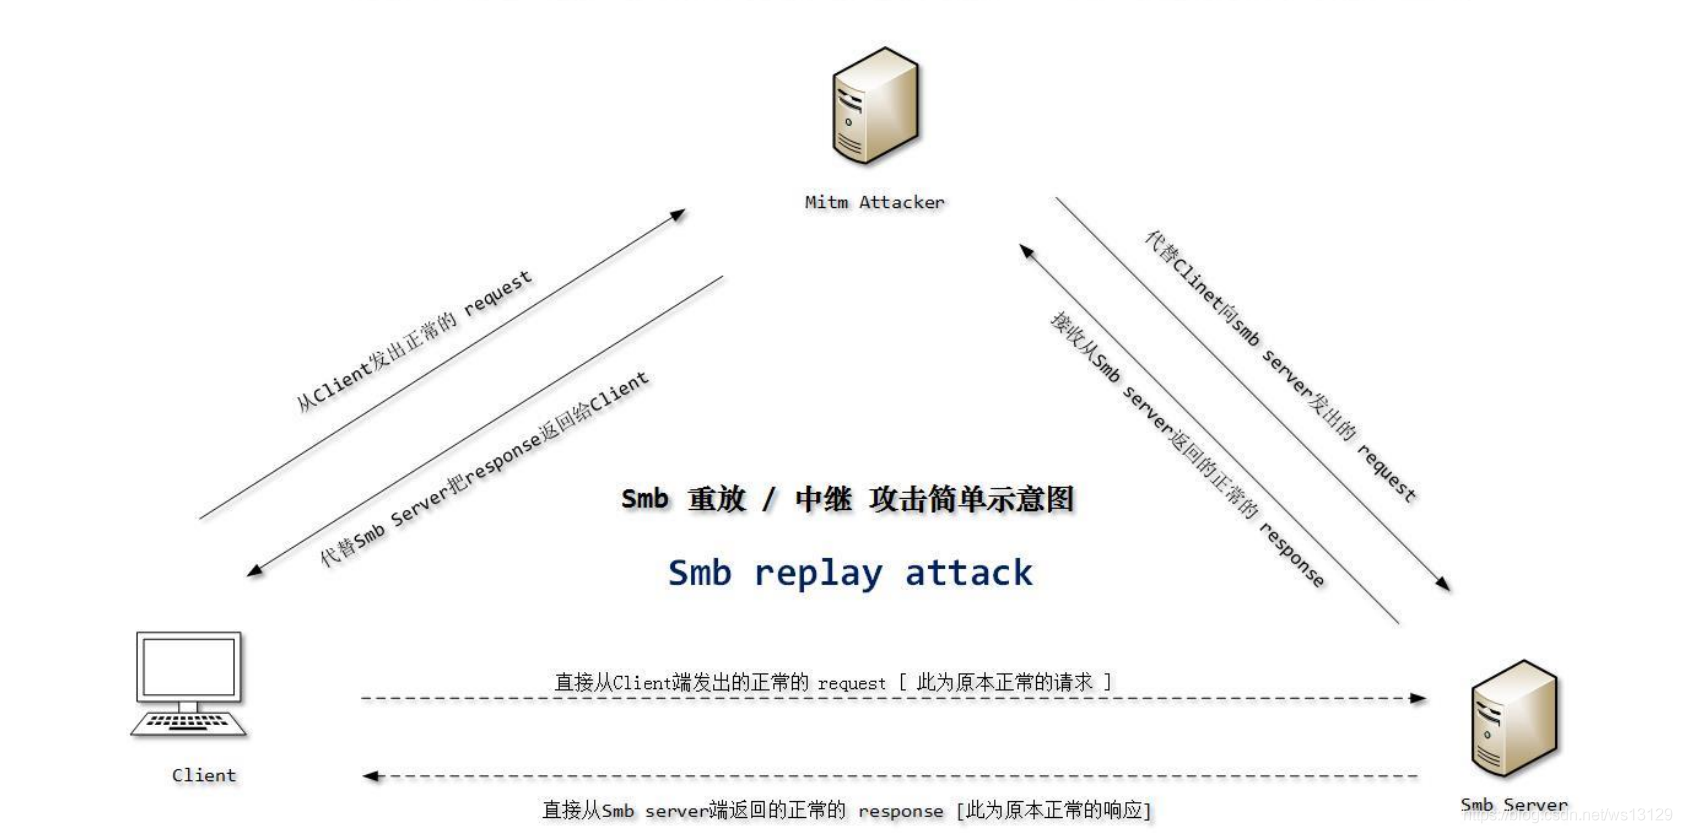 Mitm Attacker
从Client发出正常的 request
代替Smb Server把response返回给Client
代替Clinet向smb server发出的 request
接收从Smb server返回的正常的 response
Smb 重放 / 中继 攻击简单示意图
Smb replay attack
直接从Client端发出的正常的 request [ 此为原本正常的请求 ]
Client
直接从Smb server端返回的正常的 response [此为原本正常的响应]
Smb Server
https://blog.csdn.net/ws13129